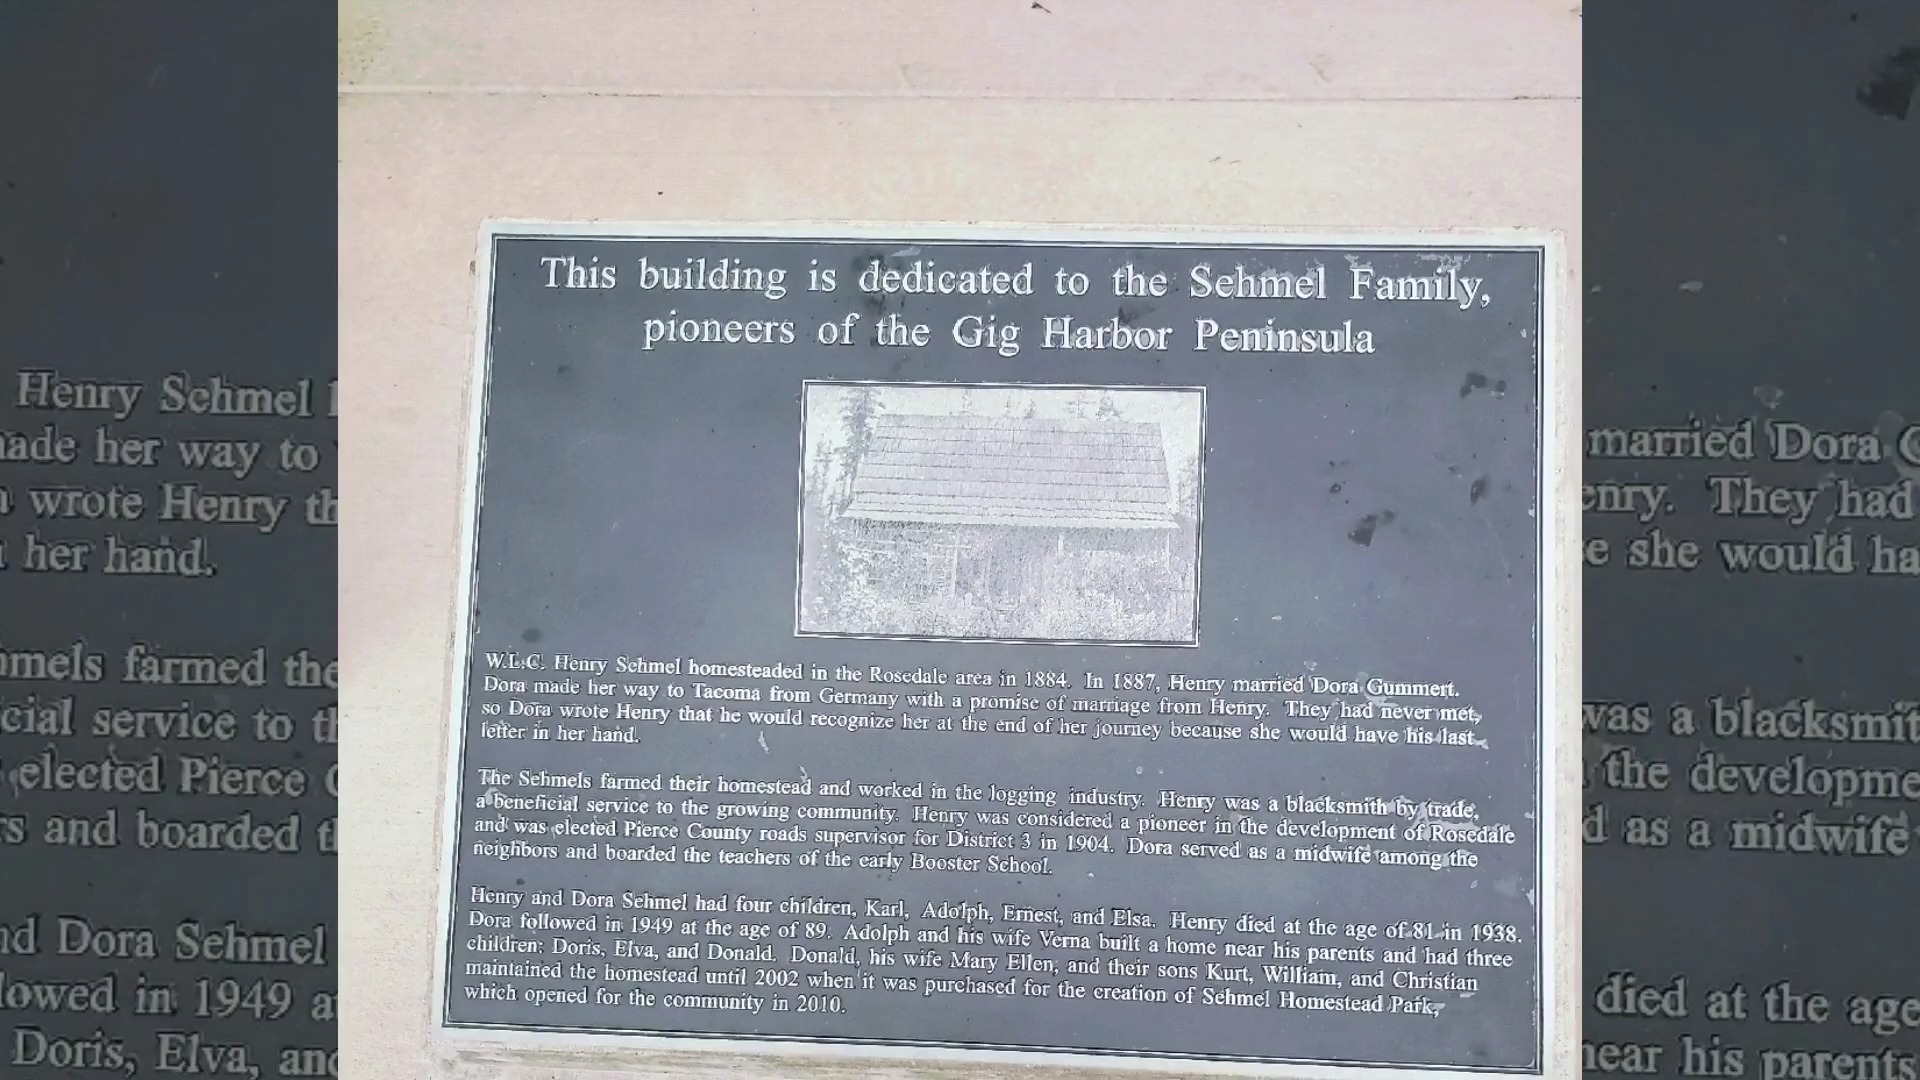 This building is dedicated to the Sehmel Family,
pioneers of the Gig Harbor Peninsula
W.L.C. Henry Sehmel homesteaded in the Rosedale area in 1884. In 1887, Henry married Dora Gummert.
Dora made her way to Tacoma from Germany with a promise of marriage from Henry. They had never met,
so Dora wrote Henry that he would recognize her at the end of her journey because she would have his last
letter in her hand.
The Sehmels farmed their homestead and worked in the logging industry. Henry was a blacksmith by trade,
a beneficial service to the growing community. Henry was considered a pioneer in the development of Rosedale
and was elected Pierce County roads supervisor for District 3 in 1904. Dora served as a midwife among the
neighbors and boarded the teachers of the early Booster School.
Henry and Dora Sehmel had four children, Karl, Adolph, Ernest, and Elsa. Henry died at the age of 81 in 1938.
Dora followed in 1949 at the age of 89. Adolph and his wife Verna built a home near his parents and had three
children: Doris, Elva, and Donald. Donald, his wife Mary Ellen, and their sons Kurt, William, and Christian
maintained the homestead until 2002 when it was purchased for the creation of Sehmel Homestead Park,
which opened for the community in 2010.